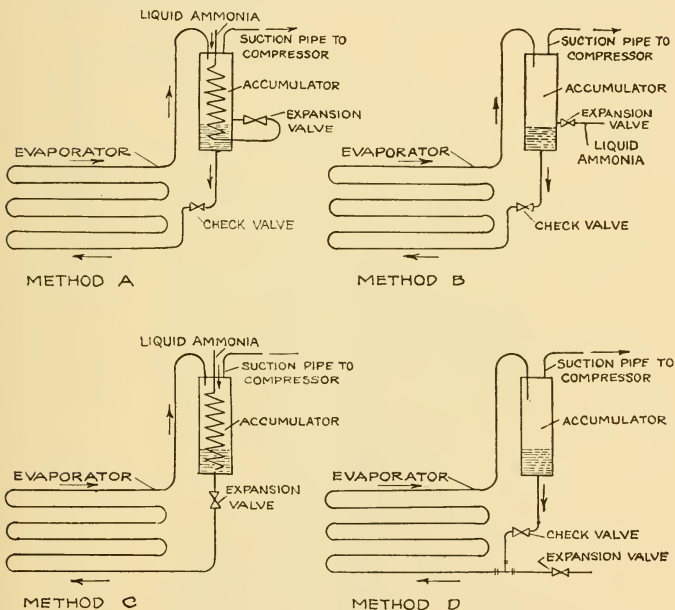 LIQUID AMMONIA
SUCTION PIPE TO
COMPRESSOR
ACCUMULATOR
EXPANSION
VALVE
EVAPORATOR
CHECK VALVE
METHOD A
SUCTION PIPE TO
COMPRESSOR
ACCUMULATOR
EXPANSION
VALVE
LIQUID
AMMONIA
EVAPORATOR
CHECK VALVE
METHOD B
LIQUID AMMONIA
SUCTION PIPE TO
COMPRESSOR
ACCUMULATOR
EVAPORATOR
EXPANSION
VALVE
METHOD C
SUCTION PIPE TO
COMPRESSOR
ACCUMULATOR
EVAPORATOR
CHECK VALVE
EXPANSION VALVE
METHOD D